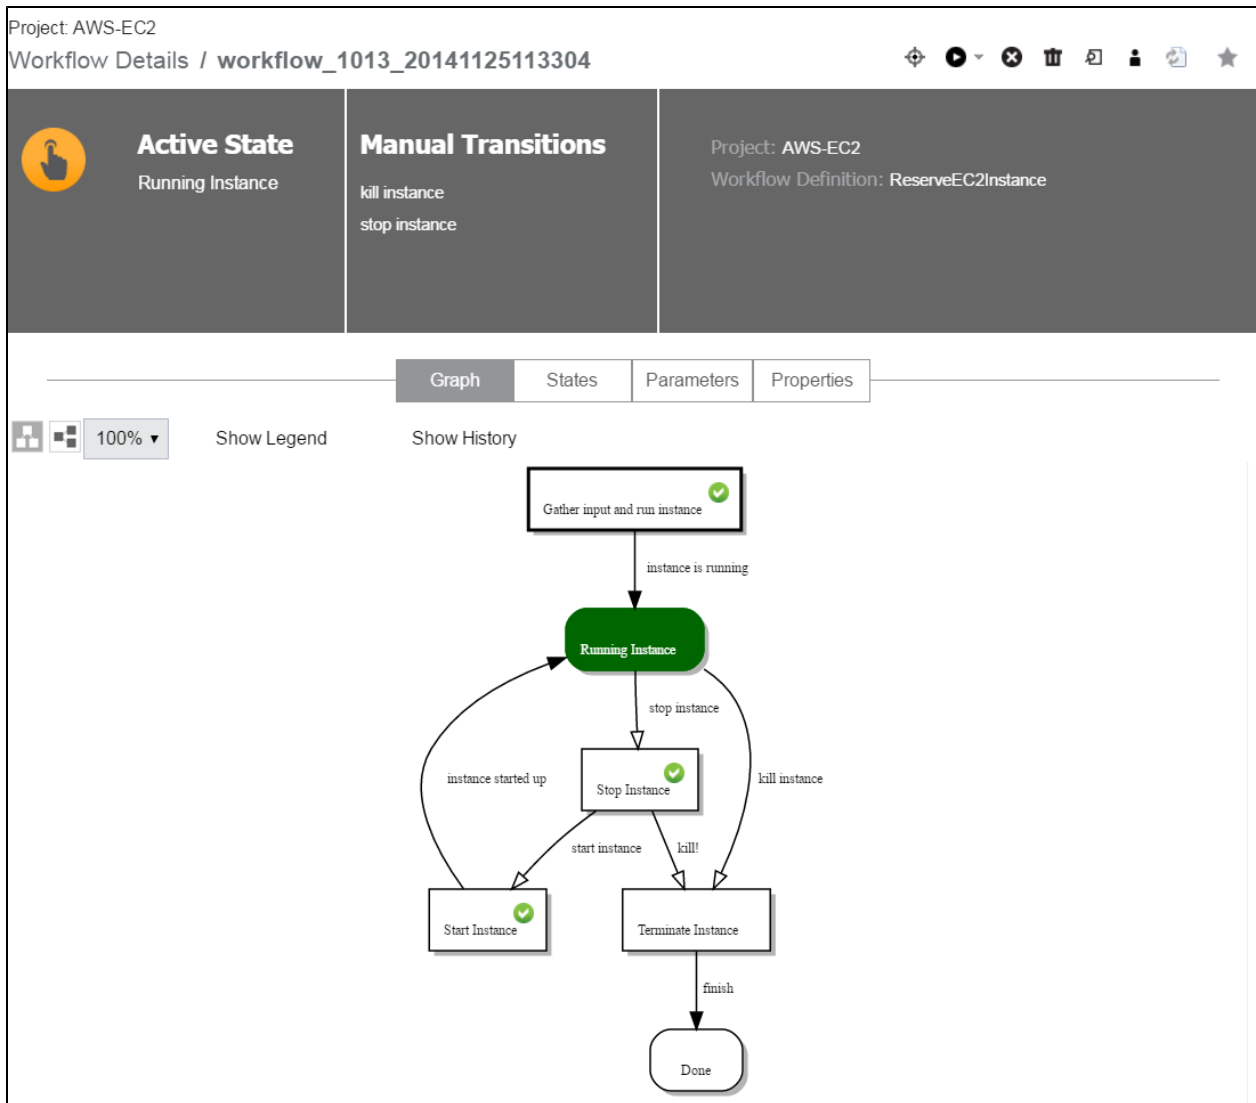 Project: AWS-EC2
Workflow Details / workflow_1013_20141125113304
Active State
Running Instance
Manual Transitions
kill instance
stop instance
Project: AWS-EC2
Workflow Definition: ReserveEC2Instance
Graph
States
Parameters
Properties
100%
Show Legend
Show History
Gather input and run instance
instance is running
Running Instance
stop instance
instance started up
Stop Instance
kill instance
start instance
kill!
Start Instance
Terminate Instance
finish
Done